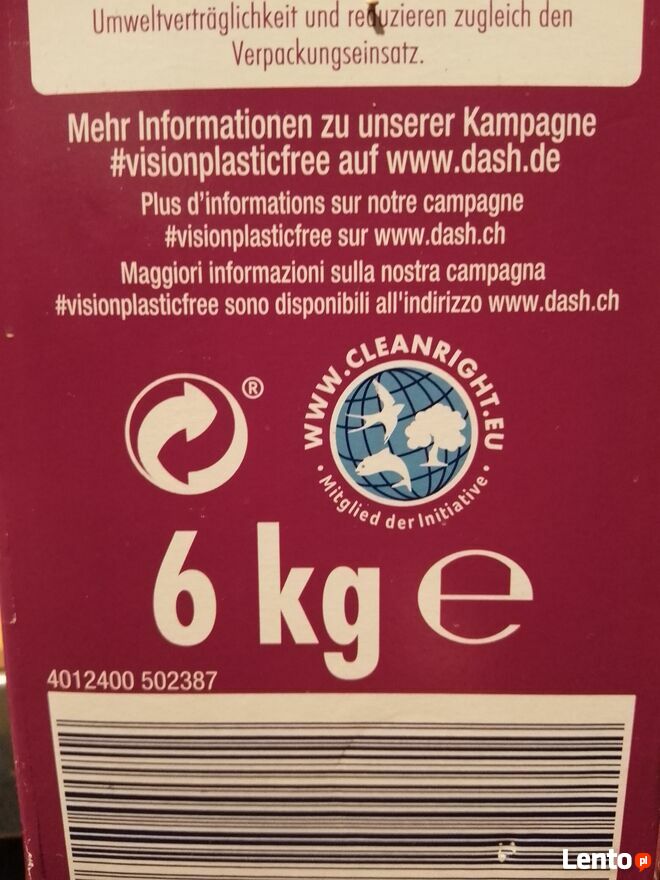 Umweltverträglichkeit und reduzieren zugleich den
Verpackungseinsatz.
Mehr Informationen zu unserer Kampagne
#visionplasticfree auf www.dash.de
Plus d'informations sur notre campagne
#visionplasticfree sur www.dash.ch
Maggiori informazioni sulla nostra campagna
#visionplasticfree sono disponibili all'indirizzo www.dash.ch
®
WWW.CLEANRIGHT.EU
• Mitglied der Initiative •
6 kg e
4012400 502387
Lento pl